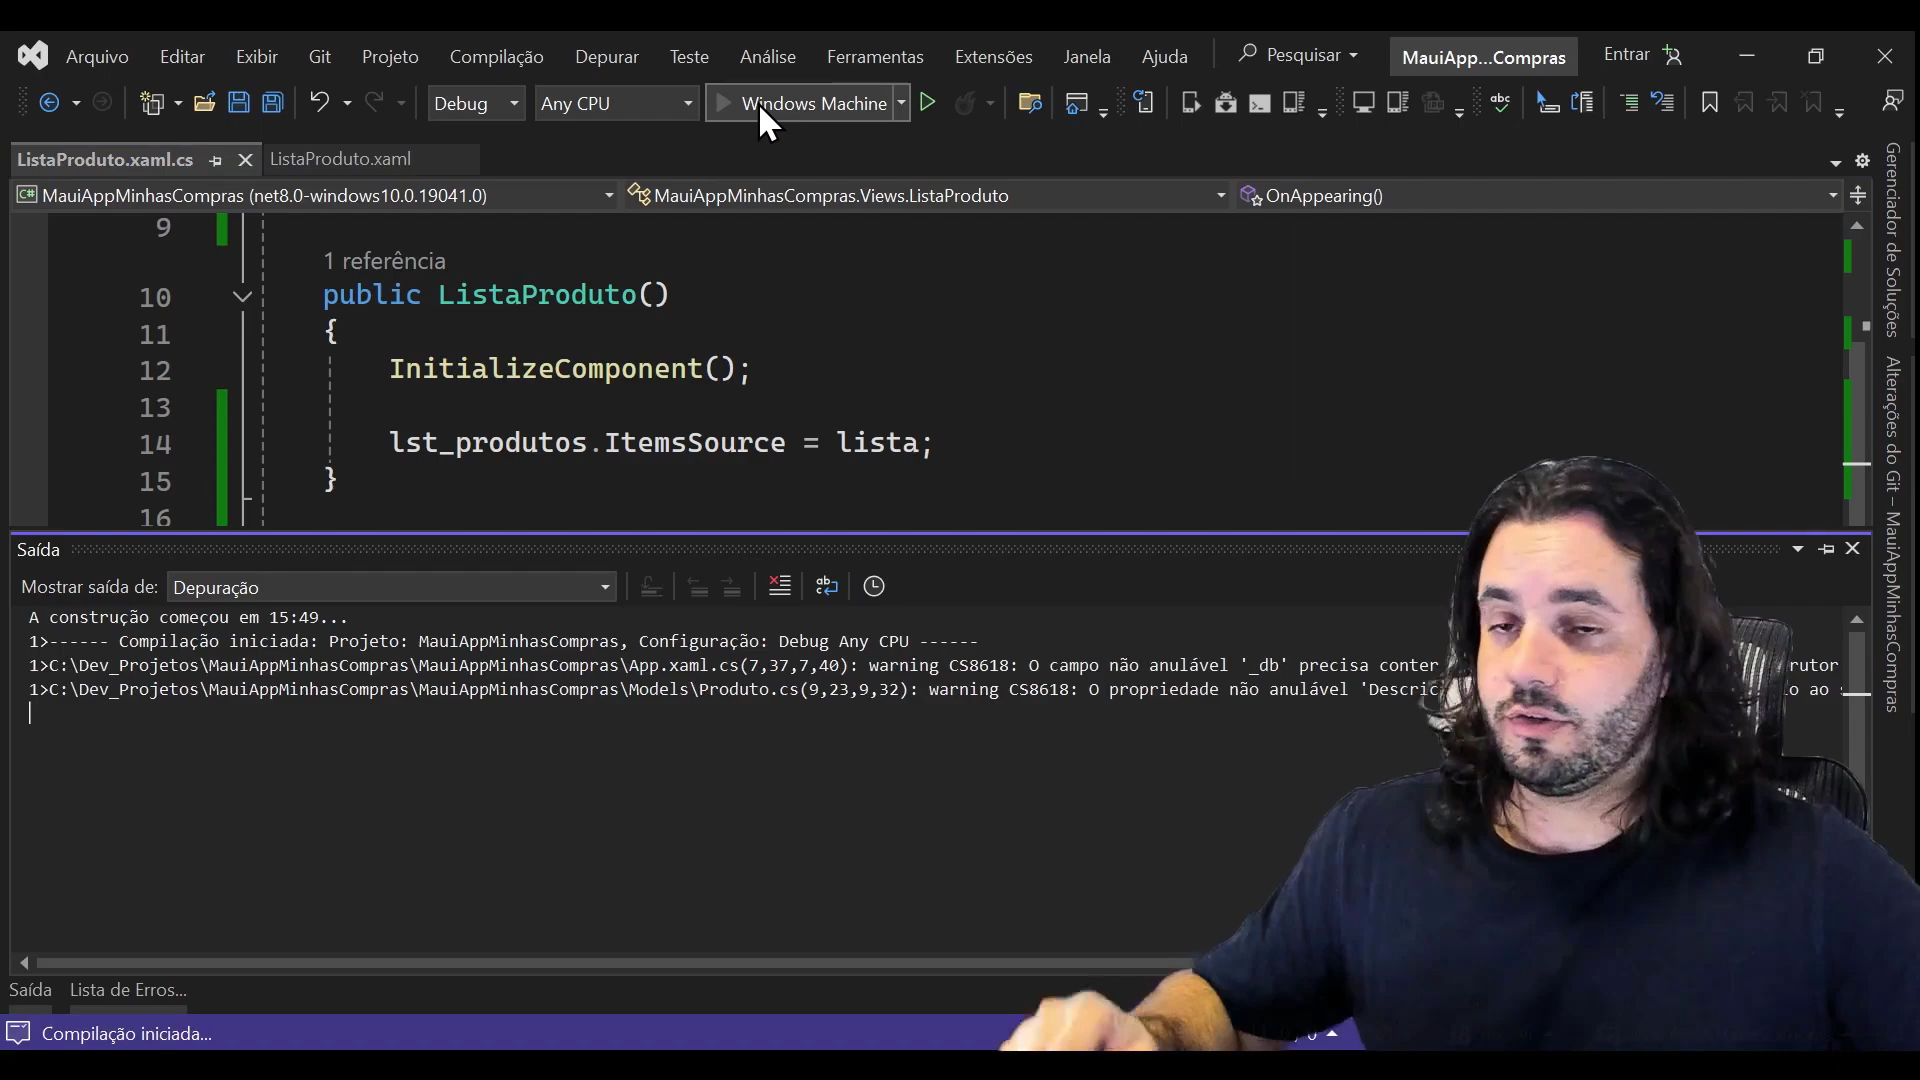 Arquivo Editar Exibir Git Projeto Compilação Depurar Teste Análise Ferramentas Extensões Janela Ajuda Pesquisar MauiApp...Compras Entrar
Debug Any CPU Windows Machine
ListaProduto.xaml.cs ListaProduto.xaml
MauiAppMinhasCompras (net8.0-windows10.0.19041.0) MauiAppMinhasCompras.Views.ListaProduto OnAppearing()
9
1 referência
10 public ListaProduto()
11 {
12 InitializeComponent();
13
14 lst_produtos.ItemsSource = lista;
15 }
16
Saída
Mostrar saída de: Depuração
A construção começou em 15:49...
1>------ Compilação iniciada: Projeto: MauiAppMinhasCompras, Configuração: Debug Any CPU ------
1>C:\Dev_Projetos\MauiAppMinhasCompras\MauiAppMinhasCompras\App.xaml.cs(7,37,7,40): warning CS8618: O campo não anulável '_db' precisa conter
1>C:\Dev_Projetos\MauiAppMinhasCompras\MauiAppMinhasCompras\Models\Produto.cs(9,23,9,32): warning CS8618: O propriedade não anulável 'Descric ao
Saída Lista de Erros...
Compilação iniciada...
Gerenciador de Soluções
Alterações do Git – MauiAppMinhasCompras